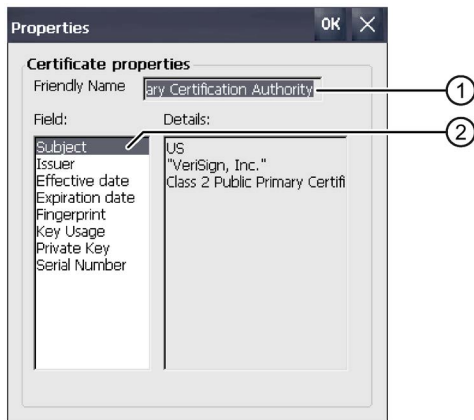 Properties OK
Certificate properties
Friendly Name ary Certification Authority
1
Field: Details:
2
Subject US
Issuer "VeriSign, Inc."
Effective date Class 2 Public Primary Certifi
Expiration date
Fingerprint
Key Usage
Private Key
Serial Number